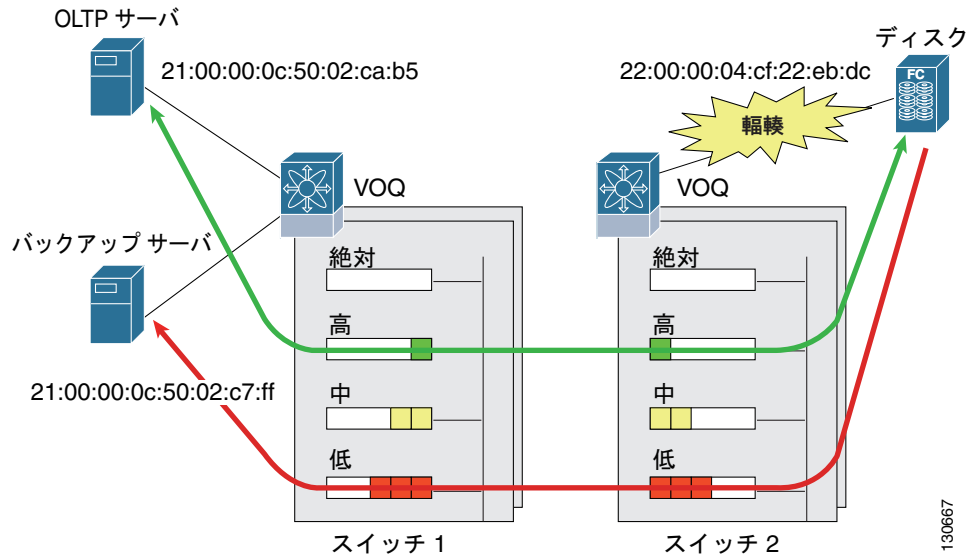 OLTP サーバ
ディスク
21:00:00:0c:50:02:ca:b5
22:00:00:04:cf:22:eb:dc
FC
輻輳
VOQ
VOQ
バックアップ サーバ
絶対
絶対
高
高
21:00:00:0c:50:02:c7:ff
中
中
低
低
スイッチ 1
スイッチ 2
130667